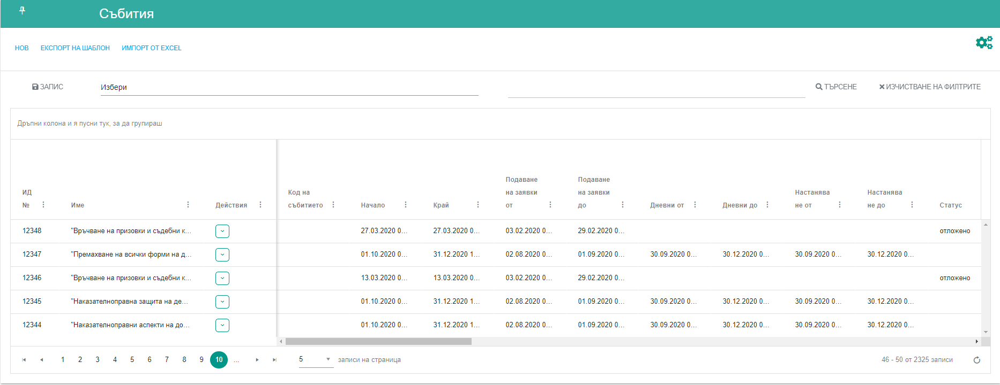 Събития
НОВ ЕКСПОРТ НА ШАБЛОН ИМПОРТ ОТ EXCEL
ЗАПИС Избери ТЪРСЕНЕ ИЗЧИСТВАНЕ НА ФИЛТРИТЕ
Дръпни колона и я пусни тук, за да групираш
ИД № Име Действия Код на събитието Начало Край Подаване на заявки от Подаване на заявки до Дневни от Дневни до Настанява не от Настанява не до Статус
12348 "Връчване на призовки и съдебни к... 27.03.2020 0... 27.03.2020 0... 03.02.2020 0... 29.02.2020 0... отложено
12347 "Премахване на всички форми на д... 01.10.2020 0... 31.12.2020 1... 02.08.2020 0... 01.09.2020 0... 30.09.2020 0... 30.12.2020 0... 30.09.2020 0... 30.12.2020 0...
12346 "Връчване на призовки и съдебни к... 13.03.2020 0... 13.03.2020 0... 03.02.2020 0... 29.02.2020 0... отложено
12345 "Наказателноправна защита на де... 01.10.2020 0... 31.12.2020 1... 02.08.2020 0... 01.09.2020 0... 30.09.2020 0... 30.12.2020 0... 30.09.2020 0... 30.12.2020 0...
12344 "Наказателноправни аспекти на до... 01.10.2020 0... 31.12.2020 1... 02.08.2020 0... 01.09.2020 0... 30.09.2020 0... 30.12.2020 0... 30.09.2020 0... 30.12.2020 0...
1 2 3 4 5 6 7 8 9 10 ... 5 записи на страница 46 - 50 от 2325 записи